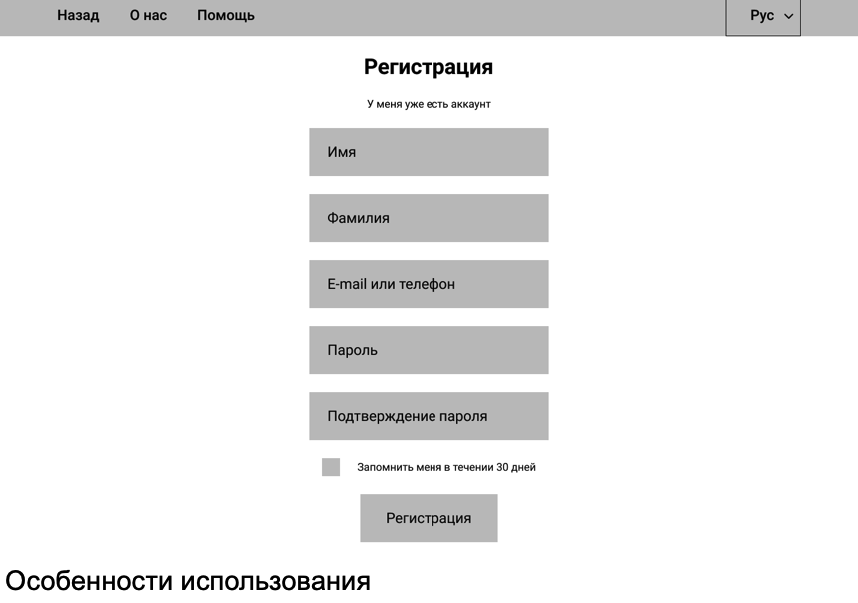 Назад О нас Помощь Рус
Регистрация
У меня уже есть аккаунт
Имя
Фамилия
E-mail или телефон
Пароль
Подтверждение пароля
Запомнить меня в течении 30 дней
Регистрация
Особенности использования